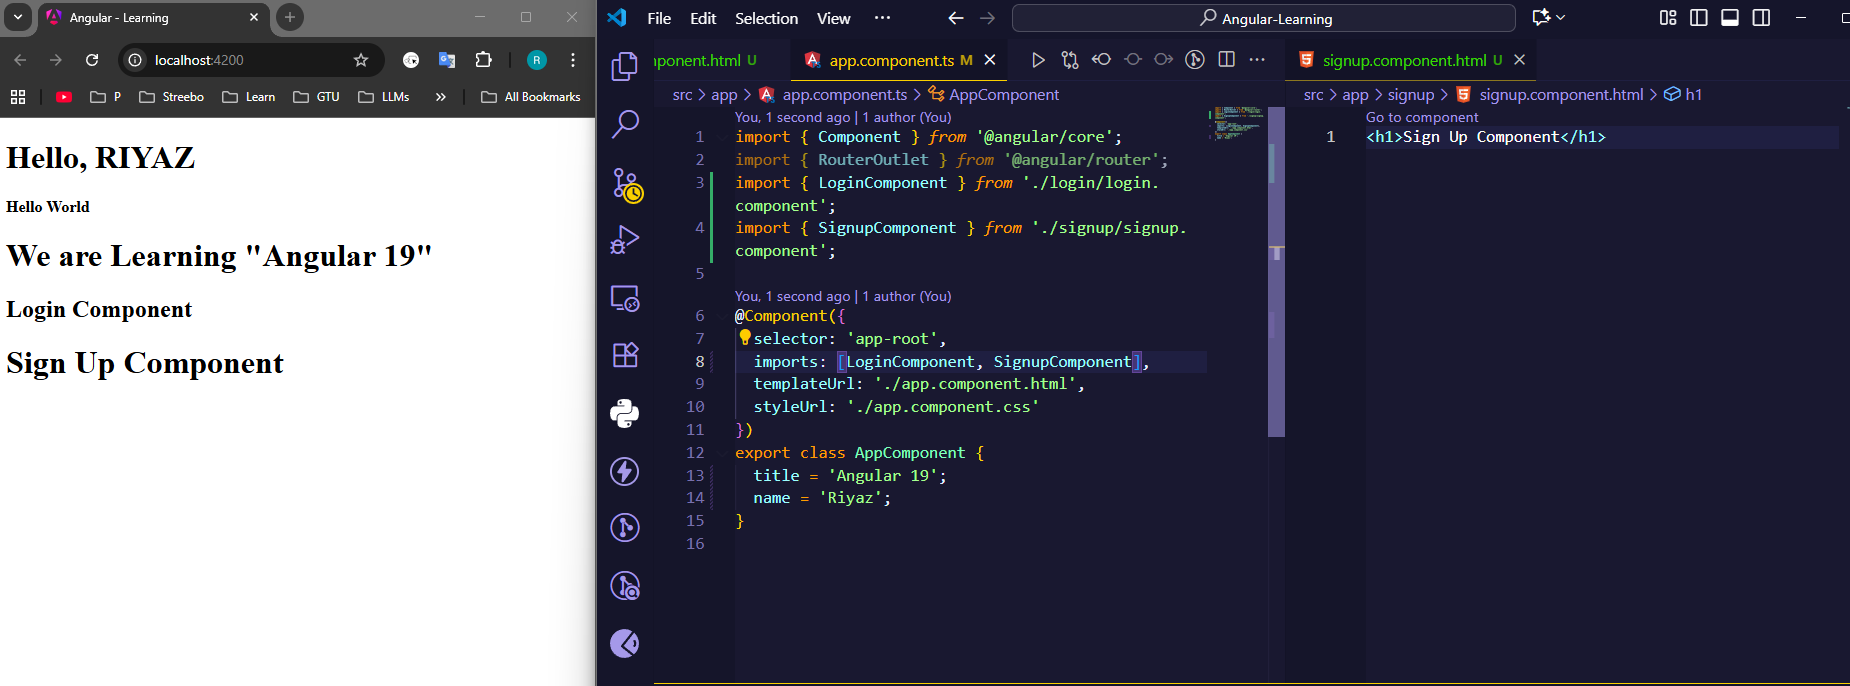 Angular - Learning
localhost:4200
P
Streebo
Learn
GTU
LLMs
All Bookmarks
R
Hello, RIYAZ
Hello World
We are Learning "Angular 19"
Login Component
Sign Up Component
File Edit Selection View ···
Angular-Learning
ponent.html U
app.component.ts M
src > app > app.component.ts > AppComponent
You, 1 second ago | 1 author (You)
1 import { Component } from '@angular/core';
2 import { RouterOutlet } from '@angular/router';
3 import { LoginComponent } from './login/login.
component';
4 import { SignupComponent } from './signup/signup.
component';
5
You, 1 second ago | 1 author (You)
6 @Component({
7 selector: 'app-root',
8 imports: [LoginComponent, SignupComponent],
9 templateUrl: './app.component.html',
10 styleUrl: './app.component.css'
11 })
12 export class AppComponent {
13 title = 'Angular 19';
14 name = 'Riyaz';
15 }
16
signup.component.html U
src > app > signup > signup.component.html > h1
Go to component
1 <h1>Sign Up Component</h1>